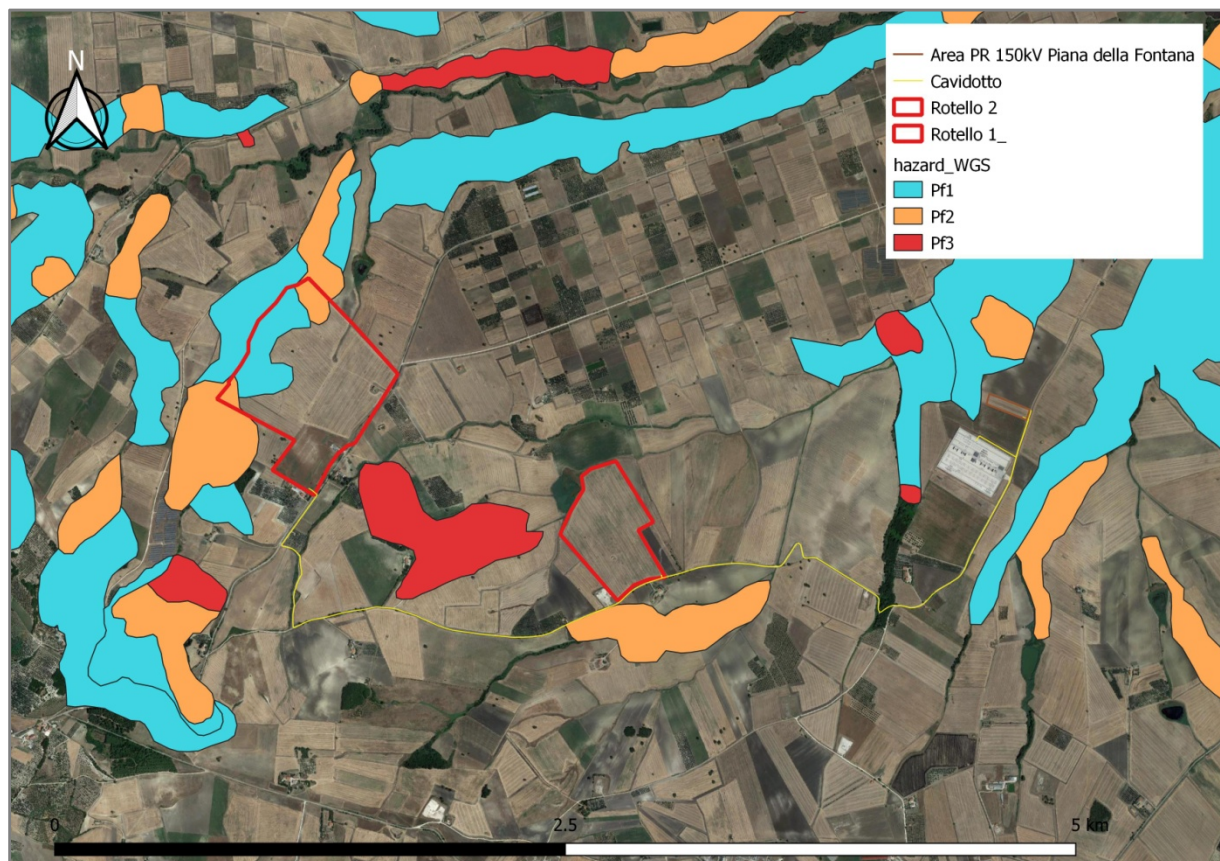 N
Area PR 150kV Piana della Fontana
Cavidotto
Rotello 2
Rotello 1_
hazard_WGS
Pf1
Pf2
Pf3
0
2.5
5 km